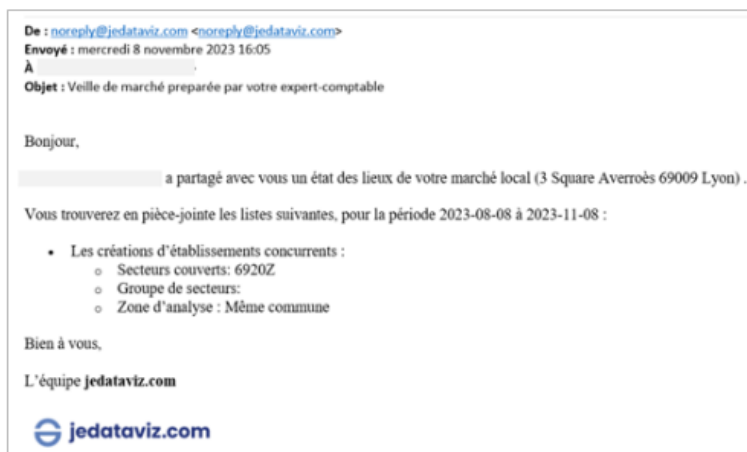 De : noreply@jedataviz.com <noreply@jedataviz.com>
Envoyé : mercredi 8 novembre 2023 16:05
À
Objet : Veille de marché preparée par votre expert-comptable
Bonjour,
a partagé avec vous un état des lieux de votre marché local (3 Square Averroès 69009 Lyon) .
Vous trouverez en pièce-jointe les listes suivantes, pour la période 2023-08-08 à 2023-11-08 :
• Les créations d’établissements concurrents :
o Secteurs couverts: 6920Z
o Groupe de secteurs:
o Zone d’analyse : Même commune
Bien à vous,
L’équipe jedataviz.com
jedataviz.com